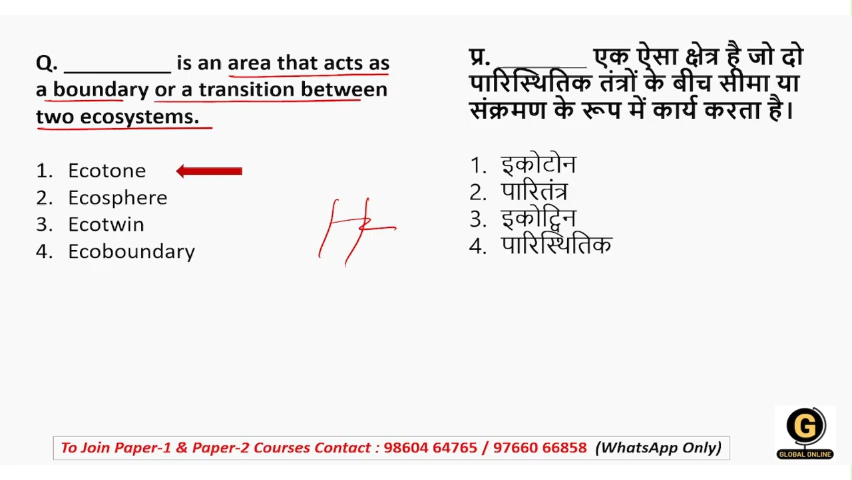 Q. __________ is an area that acts as
a boundary or a transition between
two ecosystems.
1. Ecotone
2. Ecosphere
3. Ecotwin
4. Ecoboundary
प्र. ________ एक ऐसा क्षेत्र है जो दो
पारिस्थितिक तंत्रों के बीच सीमा या
संक्रमण के रूप में कार्य करता है।
1. इकोटोन
2. पारितंत्र
3. इकोट्विन
4. पारिस्थितिक
G
GLOBAL ONLINE
To Join Paper-1 & Paper-2 Courses Contact : 98604 64765 / 97660 66858 (WhatsApp Only)